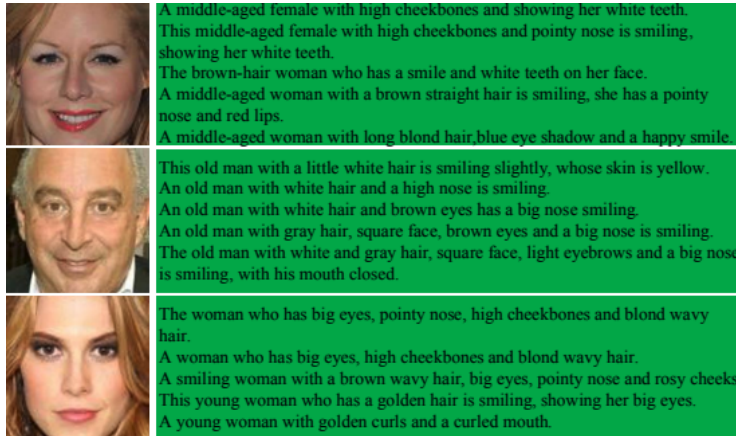 A middle-aged female with high cheekbones and showing her white teeth.
This middle-aged female with high cheekbones and pointy nose is smiling,
showing her white teeth.
The brown-hair woman who has a smile and white teeth on her face.
A middle-aged woman with a brown straight hair is smiling, she has a pointy
nose and red lips.
A middle-aged woman with long blond hair,blue eye shadow and a happy smile.
This old man with a little white hair is smiling slightly, whose skin is yellow.
An old man with white hair and a high nose is smiling.
An old man with white hair and brown eyes has a big nose smiling.
An old man with gray hair, square face, brown eyes and a big nose is smiling.
The old man with white and gray hair, square face, light eyebrows and a big nose
is smiling, with his mouth closed.
The woman who has big eyes, pointy nose, high cheekbones and blond wavy
hair.
A woman who has big eyes, high cheekbones and blond wavy hair.
A smiling woman with a brown wavy hair, big eyes, pointy nose and rosy cheeks
This young woman who has a golden hair is smiling, showing her big eyes.
A young woman with golden curls and a curled mouth.